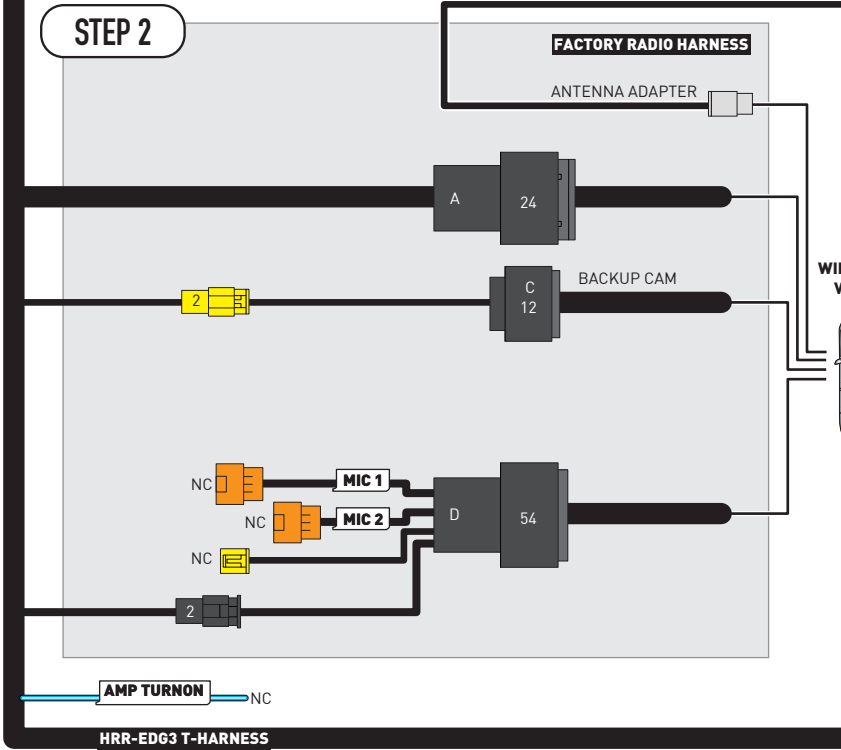 STEP 2
FACTORY RADIO HARNESS
ANTENNA ADAPTER
A
24
BACKUP CAM
2
C
12
NC
MIC 1
NC
MIC 2
D
54
NC
2
AMP TURNON
NC
HRR-EDG3 T-HARNESS